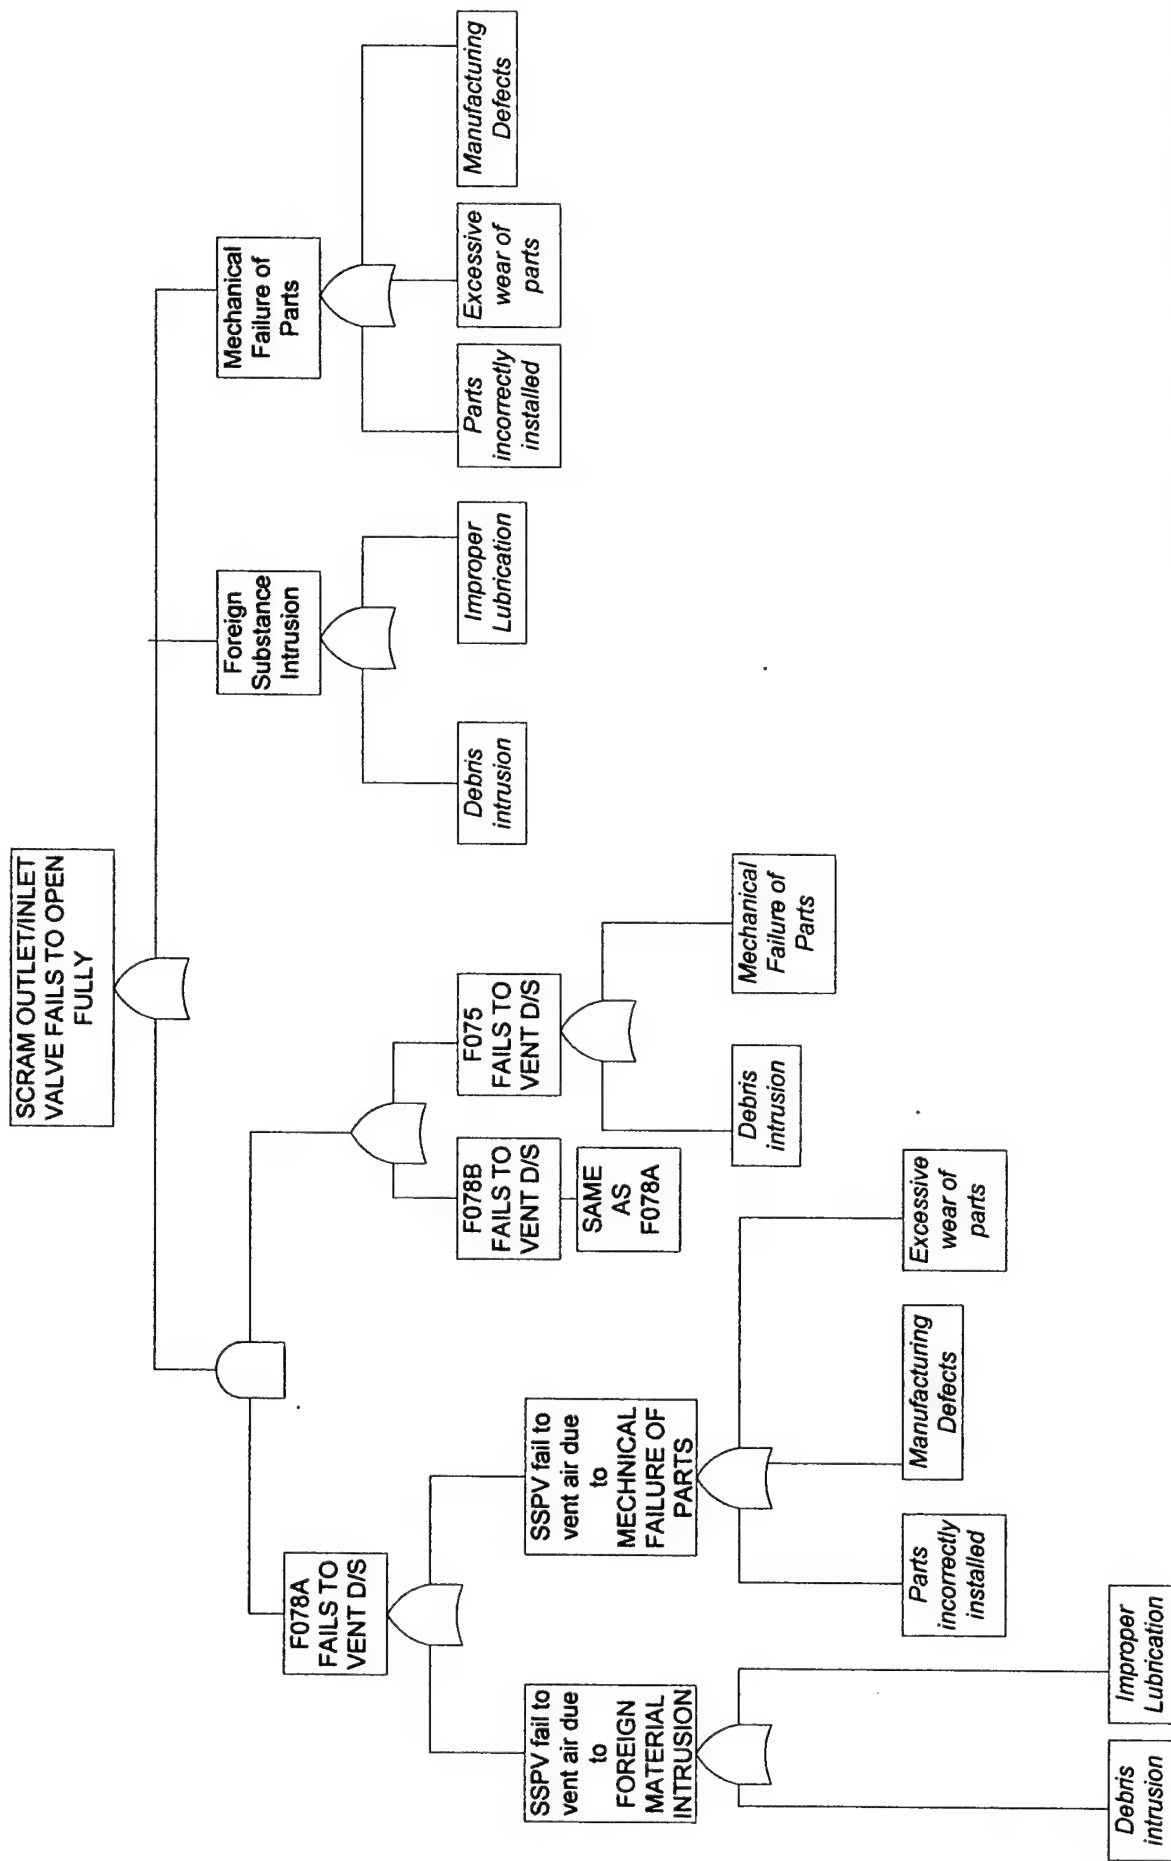 SCRAM OUTLET/INLET
VALVE FAILS TO OPEN
FULLY
F078A
FAILS TO
VENT D/S
Foreign
Substance
Intrusion
Mechanical
Failure of
Parts
F078B
FAILS TO
VENT D/S
F075
FAILS TO
VENT D/S
Debris
intrusion
Improper
Lubrication
Parts
incorrectly
installed
Excessive
wear of
parts
Manufacturing
Defects
SSPV fail to
vent air due
to
FOREIGN
MATERIAL
INTRUSION
SSPV fail to
vent air due
to
MECHNICAL
FAILURE OF
PARTS
SAME
AS
F078A
Debris
intrusion
Mechanical
Failure of
Parts
Parts
incorrectly
installed
Manufacturing
Defects
Excessive
wear of
parts
Debris
intrusion
Improper
Lubrication